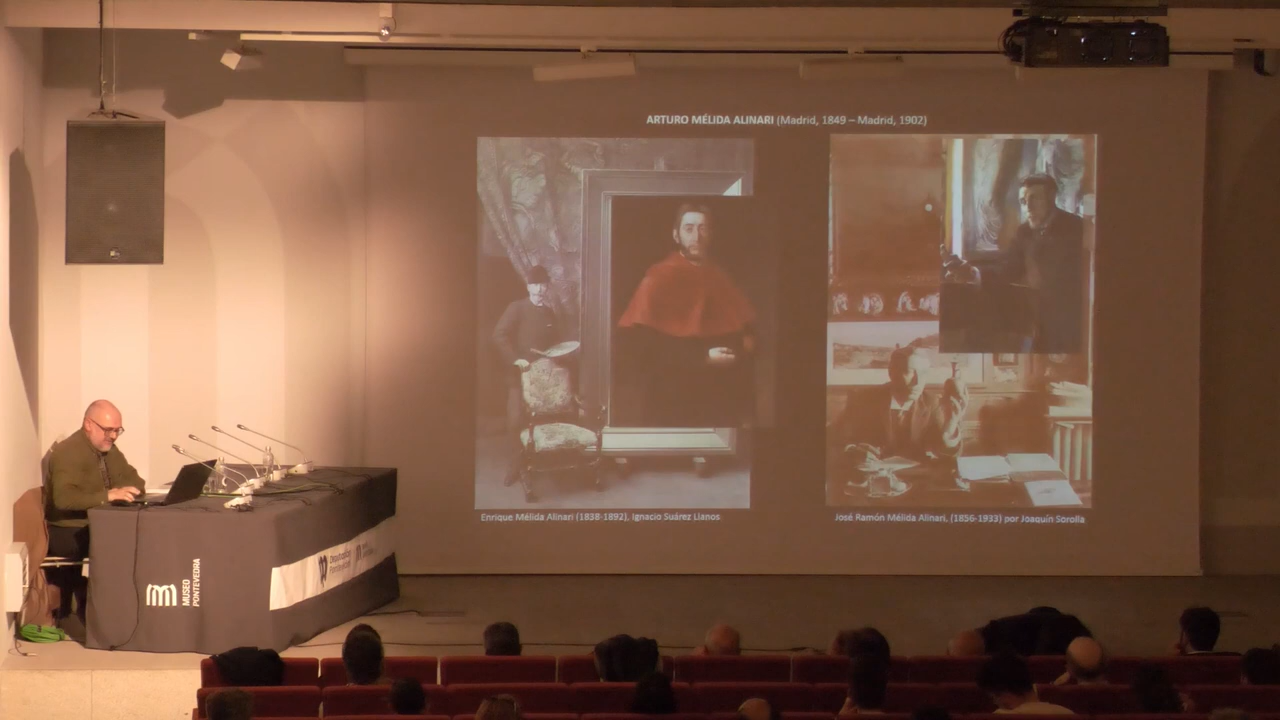 ARTURO MÉLIDA ALINARI (Madrid, 1849 – Madrid, 1902)
Enrique Mélida Alinari (1838-1892), Ignacio Suárez Llanos
José Ramón Mélida Alinari, (1856-1933) por Joaquín Sorolla
MUSEO
PONTEVEDRA